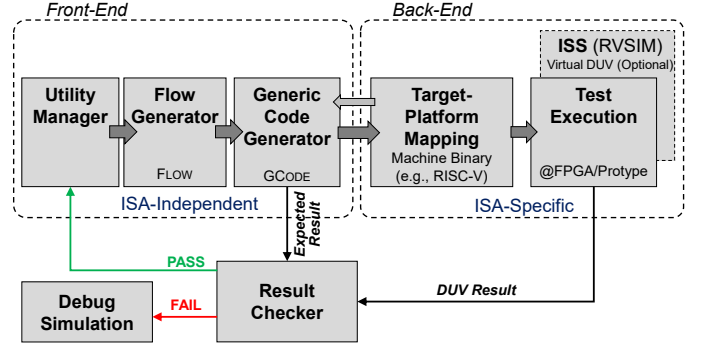 Front-End
Back-End
Utility
Manager
Flow
Generator
FLOW
Generic
Code
Generator
GCODE
Target-
Platform
Mapping
Machine Binary
(e.g., RISC-V)
ISS (RVSIM)
Virtual DUV (Optional)
Test
Execution
@FPGA/Protype
ISA-Independent
ISA-Specific
Expected
Result
PASS
FAIL
Result
Checker
DUV Result
Debug
Simulation